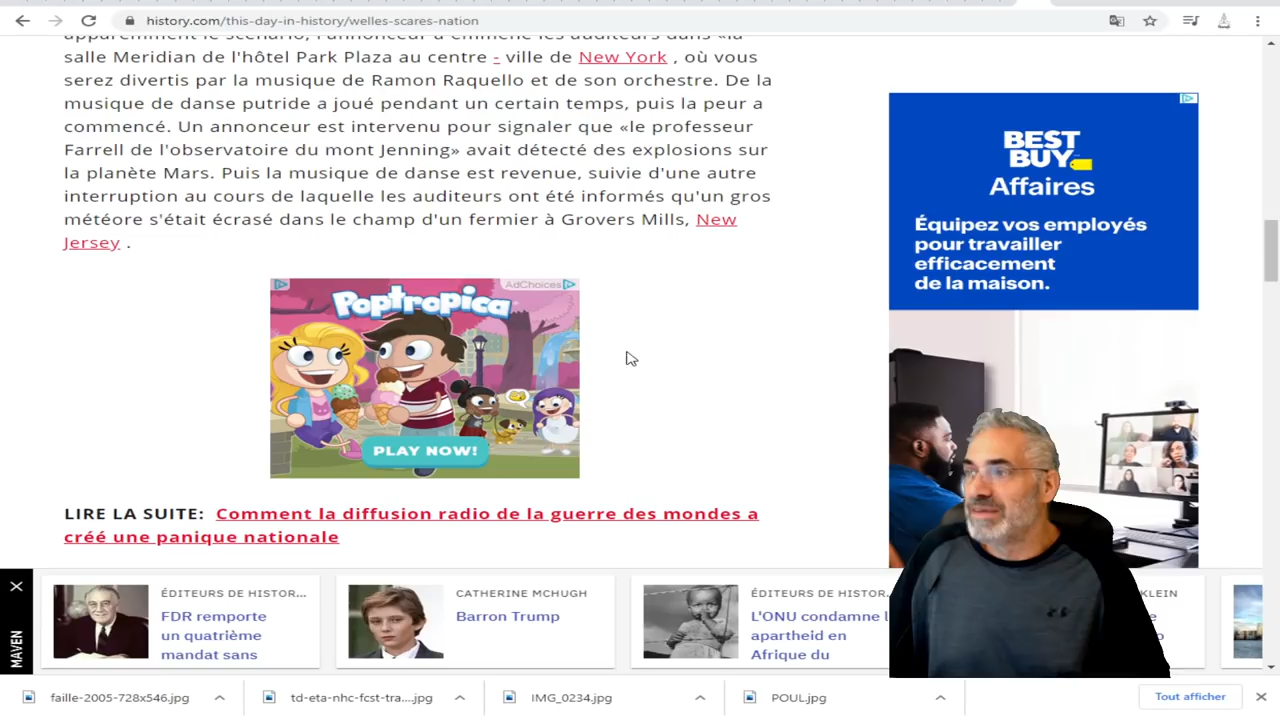 history.com/this-day-in-history/welles-scares-nation
apparemment le scénario, l'annonceur a emmené les auditeurs dans «la
salle Meridian de l'hôtel Park Plaza au centre - ville de New York , où vous
serez divertis par la musique de Ramon Raquello et de son orchestre. De la
musique de danse putride a joué pendant un certain temps, puis la peur a
commencé. Un annonceur est intervenu pour signaler que «le professeur
Farrell de l'observatoire du mont Jenning» avait détecté des explosions sur
la planète Mars. Puis la musique de danse est revenue, suivie d'une autre
interruption au cours de laquelle les auditeurs ont été informés qu'un gros
météore s'était écrasé dans le champ d'un fermier à Grovers Mills, New
Jersey .
AdChoices
Poptropica
PLAY NOW!
BEST
BUY
Affaires
Équipez vos employés
pour travailler
efficacement
de la maison.
LIRE LA SUITE: Comment la diffusion radio de la guerre des mondes a
créé une panique nationale
MAVEN
ÉDITEURS DE HISTOR...
FDR remporte
un quatrième
mandat sans
CATHERINE MCHUGH
Barron Trump
ÉDITEURS DE HISTOR
L'ONU condamne l
apartheid en
Afrique du
KLEIN
faille-2005-728x546.jpg
td-eta-nhc-fcst-tra....jpg
IMG_0234.jpg
POUL.jpg
Tout afficher